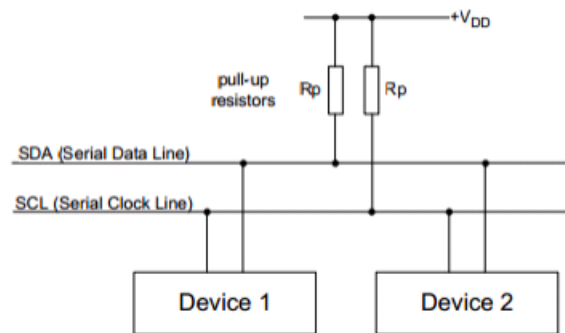 +VDD
pull-up
resistors
Rp
Rp
SDA (Serial Data Line)
SCL (Serial Clock Line)
Device 1
Device 2